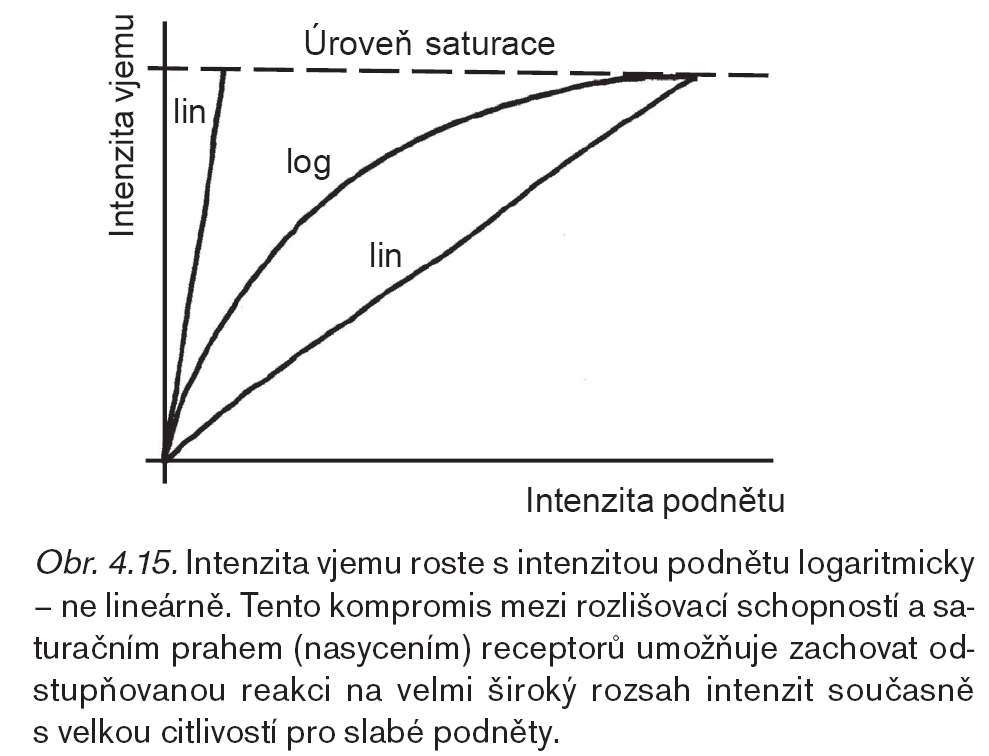 Úroveň saturace
Intenzita vjemu
lin
log
lin
Intenzita podnětu
Obr. 4.15. Intenzita vjemu roste s intenzitou podnětu logaritmicky
– ne lineárně. Tento kompromis mezi rozlišovací schopností a sa-
turačním prahem (nasycením) receptorů umožňuje zachovat od-
stupňovanou reakci na velmi široký rozsah intenzit současně
s velkou citlivostí pro slabé podněty.